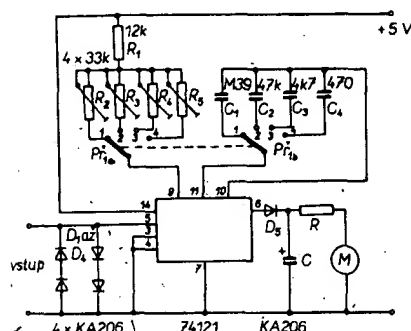 12k
R1
+5 V
4 x 33k
R2 R3 R4 R5
M39 47k 4k7 470
C1 C2 C3 C4
1 2 3 4
1 2 3 4
Př1a
Př1b
9 11 10
14
5
3
4
6
7
D1 až
D4
vstup
D5
R
C
+
M
4 x KA206
74121
KA206